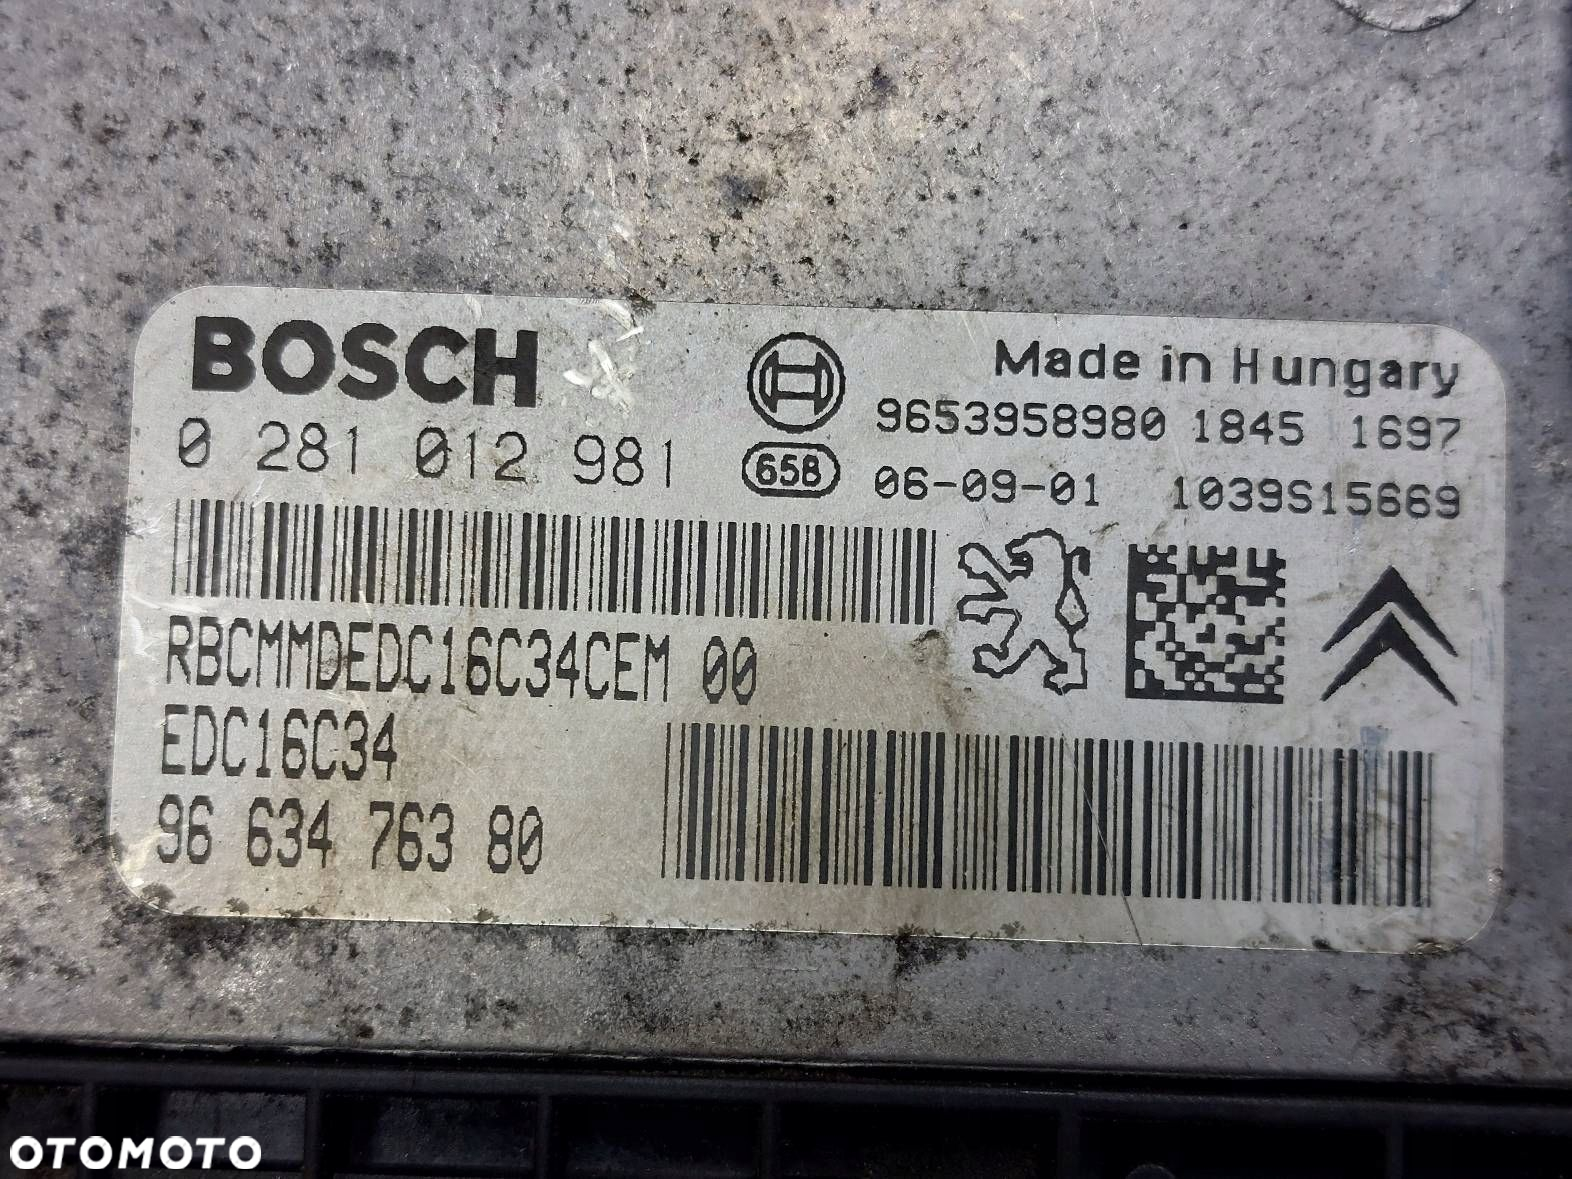 BOSCH
Made in Hungary
0 281 012 981
9653958980 1845 1697
658
06-09-01 1039S15669
RBCMMDEDC16C34CEM 00
EDC16C34
96 634 763 80
OTOMOTO